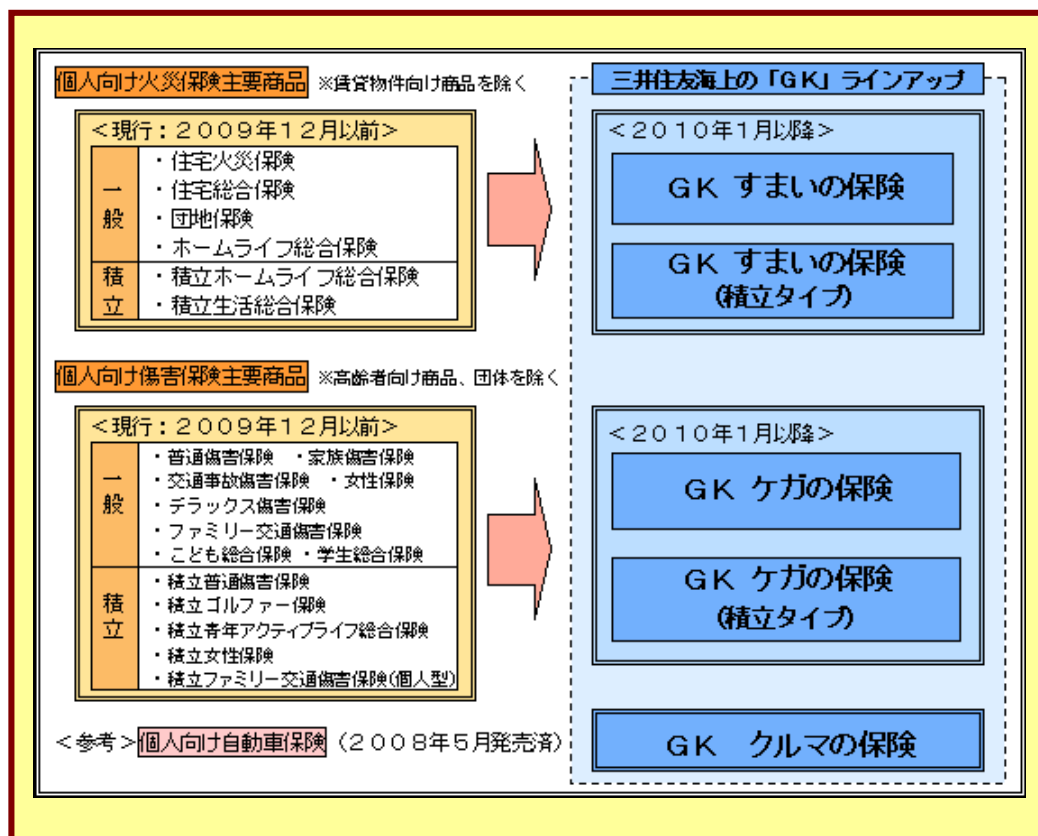 個人向け火災保険主要商品 ※賃貸物件向け商品を除く
＜現行：２００９年１２月以前＞
一般
・住宅火災保険
・住宅総合保険
・団地保険
・ホームライフ総合保険
積立
・積立ホームライフ総合保険
・積立生活総合保険
三井住友海上の「ＧＫ」ラインアップ
＜２０１０年１月以降＞
ＧＫ すまいの保険
ＧＫ すまいの保険
(積立タイプ)
個人向け傷害保険主要商品 ※高齢者向け商品、団体を除く
＜現行：２００９年１２月以前＞
一般
・普通傷害保険 ・家族傷害保険
・交通事故傷害保険 ・女性保険
・デラックス傷害保険
・ファミリー交通傷害保険
・こども総合保険 ・学生総合保険
積立
・積立普通傷害保険
・積立ゴルファー保険
・積立青年アクティブライフ総合保険
・積立女性保険
・積立ファミリー交通傷害保険(個人型)
＜２０１０年１月以降＞
ＧＫ ケガの保険
ＧＫ ケガの保険
(積立タイプ)
＜参考＞個人向け自動車保険（２００８年５月発売済）
ＧＫ クルマの保険